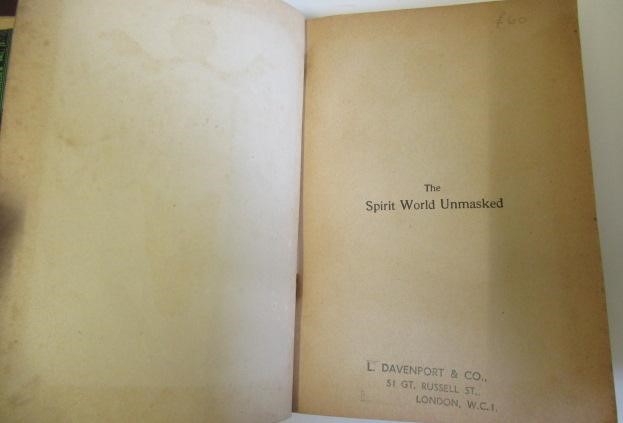 £60
The
Spirit World Unmasked
L. DAVENPORT & CO.,
51 GT. RUSSELL ST.,
LONDON, W.C.1.